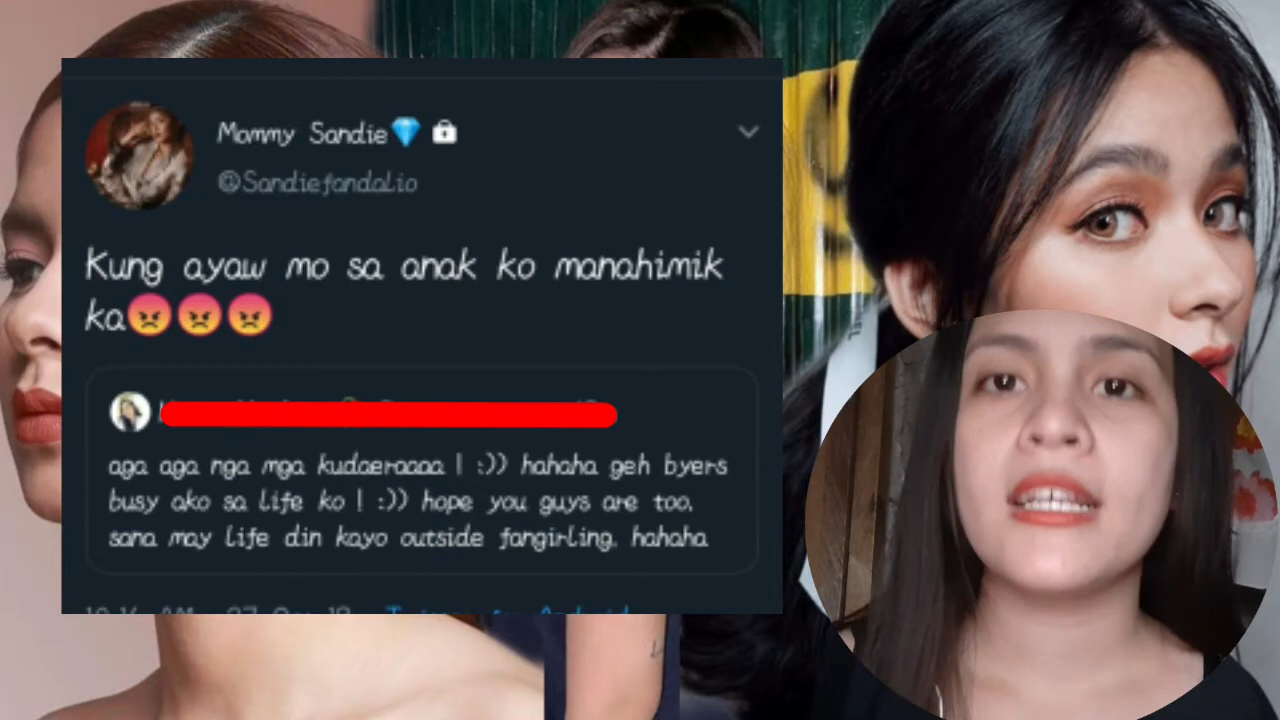 Mommy Sandie💎
@Sandiefandalio
Kung ayaw mo sa anak ko manahimik
ka😡😡😡
aga aga nga mga kudaeraaaa | :)) hahaha geh byers
busy ako sa life ko | :)) hope you guys are too.
sana may life din kayo outside fangirling. hahaha